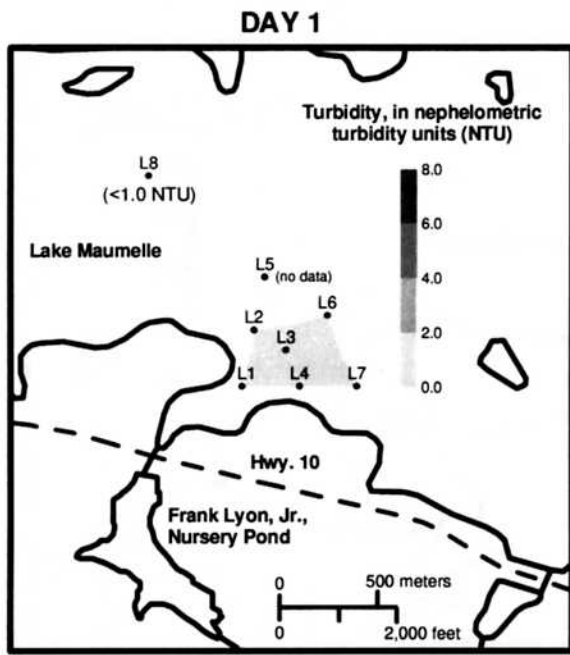 DAY 1
Turbidity, in nephelometric
turbidity units (NTU)
L8
(<1.0 NTU)
8.0
6.0
4.0
2.0
0.0
Lake Maumelle
L5 (no data)
L2
L6
L3
L1
L4
L7
Hwy. 10
Frank Lyon, Jr.,
Nursery Pond
0 500 meters
0 2,000 feet